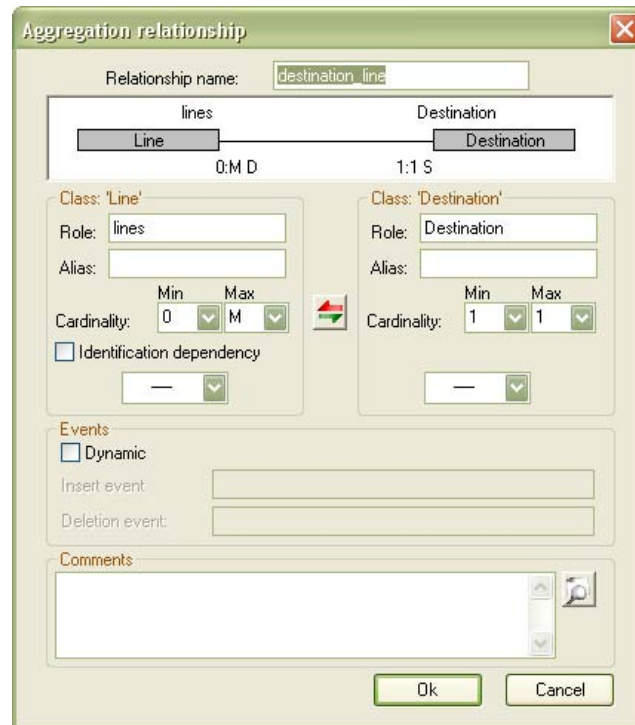 Aggregation relationship
Relationship name: destination_line
lines Destination
Line Destination
0:M D 1:1 S
Class: 'Line' Class: 'Destination'
Role: lines Role: Destination
Alias: Alias:
Min Max Min Max
Cardinality: 0 M Cardinality: 1 1
Identification dependency
Events
Dynamic
Insert event
Deletion event:
Comments
Ok Cancel